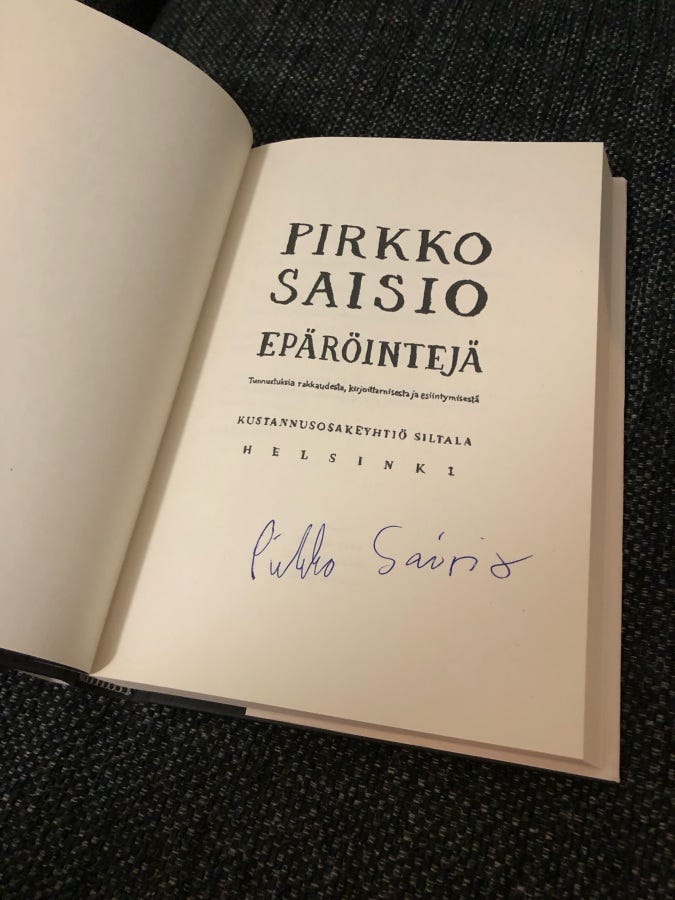 PIRKKO
SAISIO
EPÄRÖINTEJÄ
Tunnustuksia rakkaudesta, kirjoittamisesta ja esiintymisestä
KUSTANNUSOSAKEYHTIÖ SILTALA
HELSINKI
Pirkko Saisio